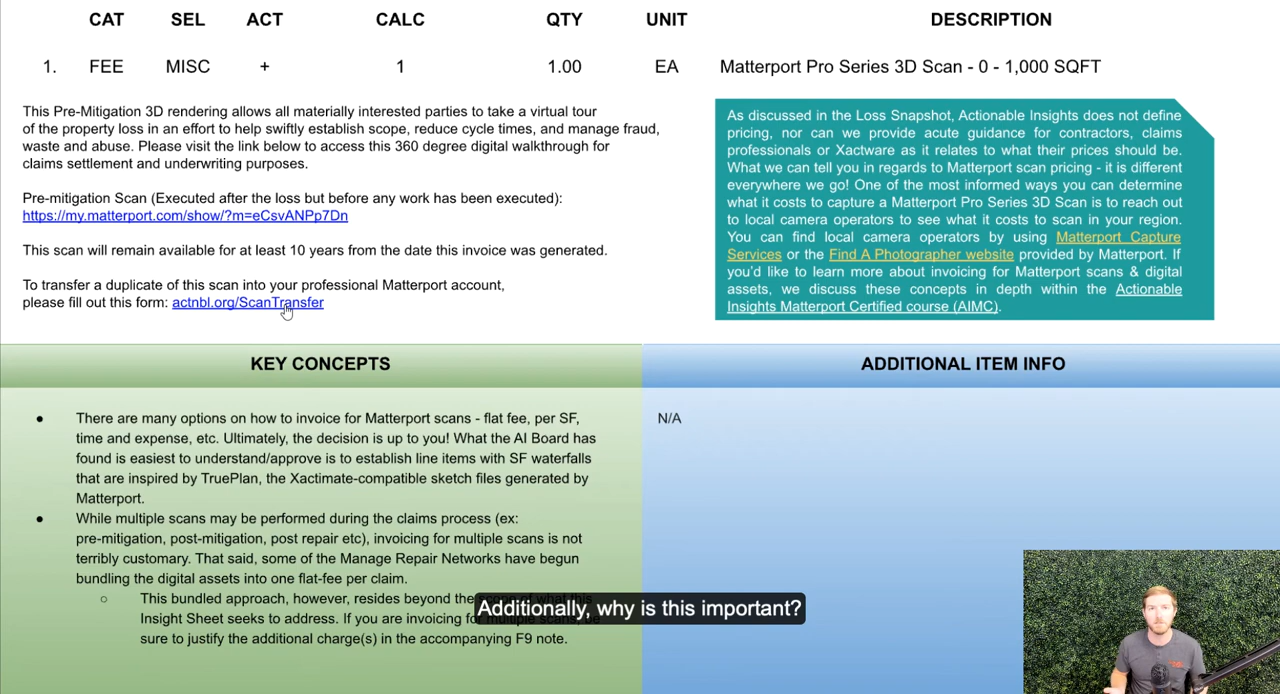 CAT SEL ACT CALC QTY UNIT DESCRIPTION
1. FEE MISC + 1 1.00 EA Matterport Pro Series 3D Scan - 0 - 1,000 SQFT
This Pre-Mitigation 3D rendering allows all materially interested parties to take a virtual tour
of the property loss in an effort to help swiftly establish scope, reduce cycle times, and manage fraud,
waste and abuse. Please visit the link below to access this 360 degree digital walkthrough for
claims settlement and underwriting purposes.
Pre-mitigation Scan (Executed after the loss but before any work has been executed):
https://my.matterport.com/show/?m=eCsvANPp7Dn
This scan will remain available for at least 10 years from the date this invoice was generated.
To transfer a duplicate of this scan into your professional Matterport account,
please fill out this form: actnbl.org/ScanTransfer
As discussed in the Loss Snapshot, Actionable Insights does not define
pricing, nor can we provide acute guidance for contractors, claims
professionals or Xactware as it relates to what their prices should be.
What we can tell you in regards to Matterport scan pricing - it is different
everywhere we go! One of the most informed ways you can determine
what it costs to capture a Matterport Pro Series 3D Scan is to reach out
to local camera operators to see what it costs to scan in your region.
You can find local camera operators by using Matterport Capture
Services or the Find A Photographer website provided by Matterport. If
you'd like to learn more about invoicing for Matterport scans & digital
assets, we discuss these concepts in depth within the Actionable
Insights Matterport Certified course (AIMC).
KEY CONCEPTS
● There are many options on how to invoice for Matterport scans - flat fee, per SF,
time and expense, etc. Ultimately, the decision is up to you! What the AI Board has
found is easiest to understand/approve is to establish line items with SF waterfalls
that are inspired by TruePlan, the Xactimate-compatible sketch files generated by
Matterport.
● While multiple scans may be performed during the claims process (ex:
pre-mitigation, post-mitigation, post repair etc), invoicing for multiple scans is not
terribly customary. That said, some of the Manage Repair Networks have begun
bundling the digital assets into one flat-fee per claim.
○ This bundled approach, however, resides beyond the scope of what this
Insight Sheet seeks to address. If you are invoicing for multiple scans, be
sure to justify the additional charge(s) in the accompanying F9 note.
ADDITIONAL ITEM INFO
N/A
Additionally, why is this important?